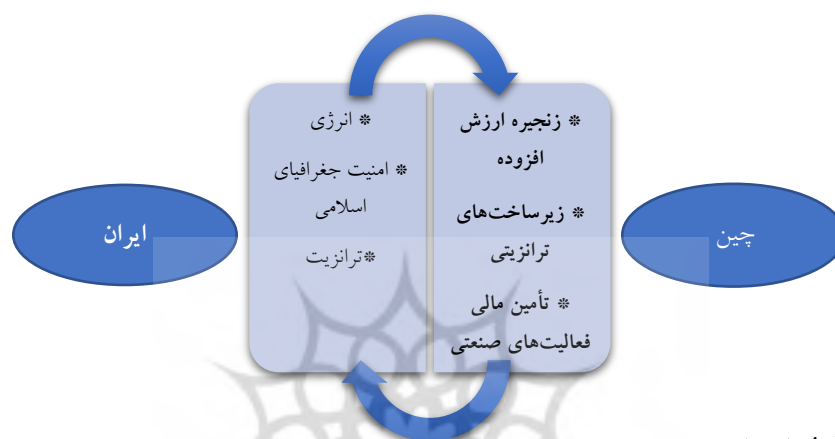 چین
* زنجیره ارزش
افزوده
* زیرساخت‌های
ترانزیتی
* تأمین مالی
فعالیت‌های صنعتی
* انرژی
* امنیت جغرافیای
اسلامی
*ترانزیت
ایران